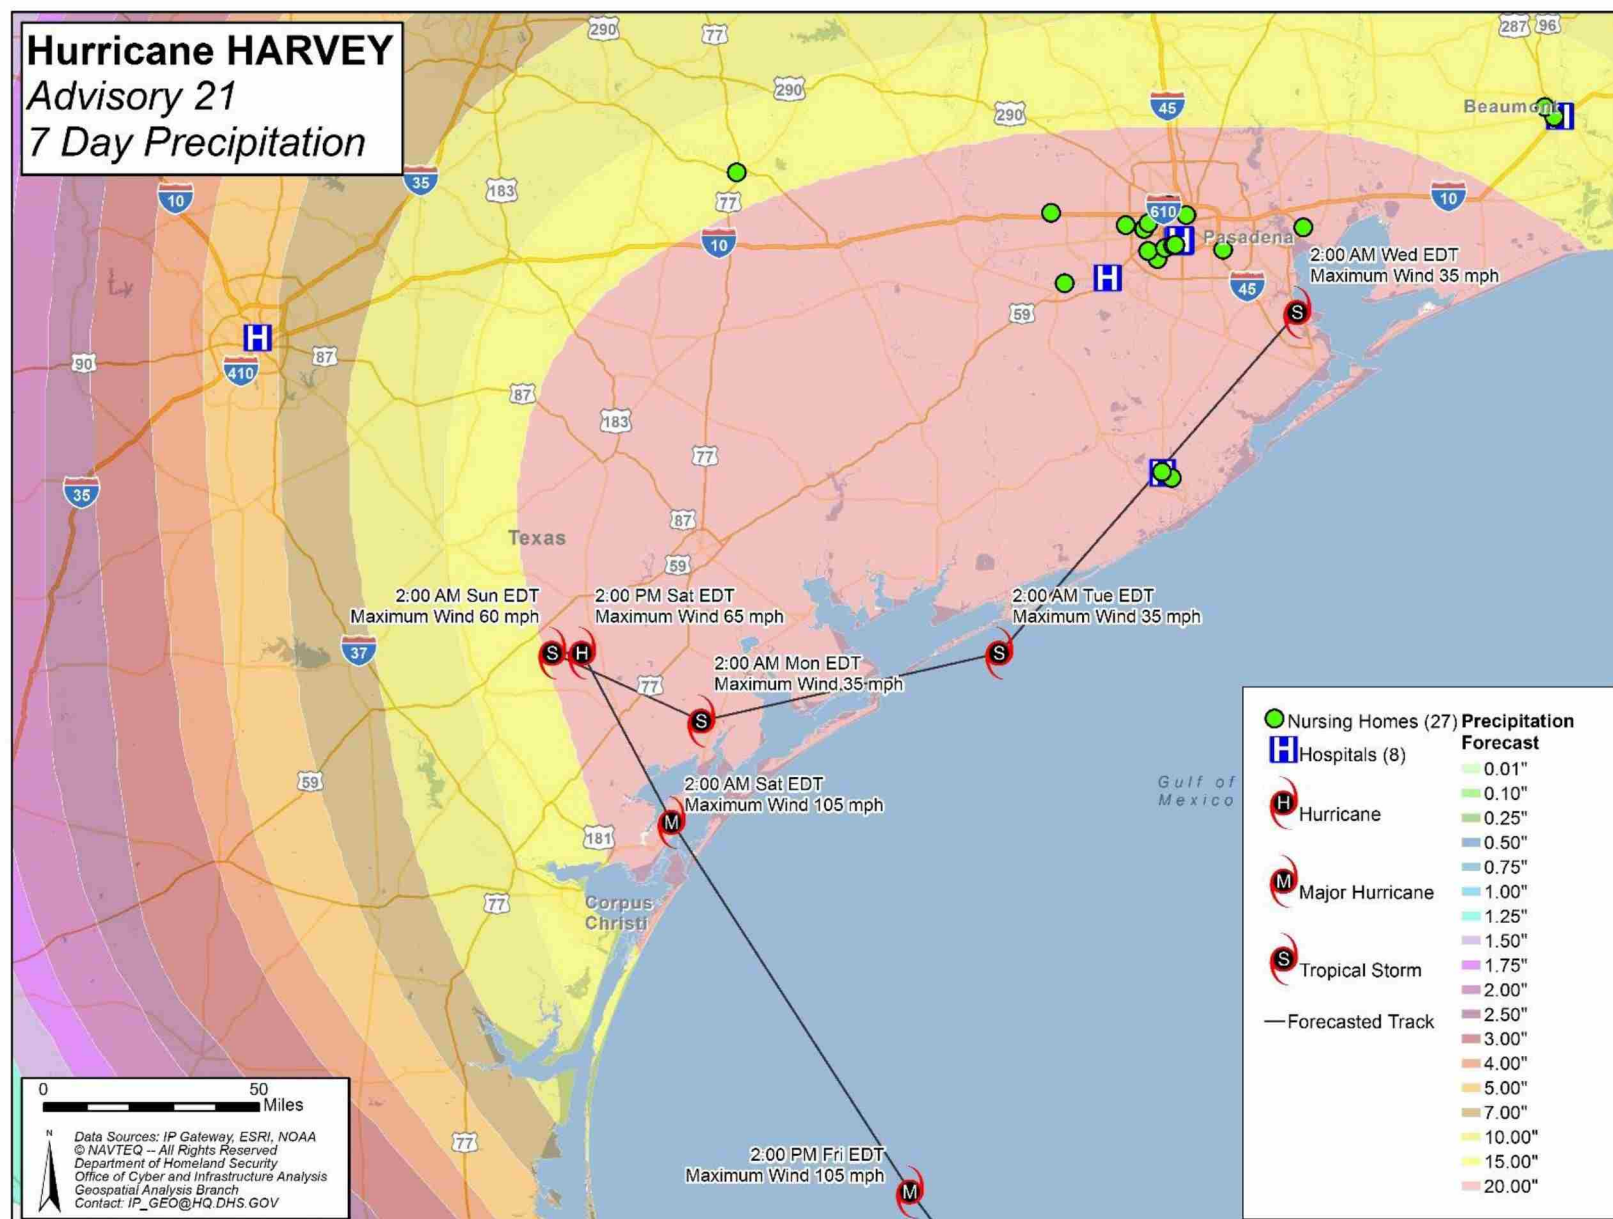 Hurricane HARVEY
Advisory 21
7 Day Precipitation
290
77
287
96
290
290
45
Beaumont
35
10
183
77
10
610
Pasadena
10
2:00 AM Wed EDT
Maximum Wind 35 mph
45
59
90
410
87
87
183
77
35
87
Texas
59
2:00 AM Sun EDT
Maximum Wind 60 mph
2:00 PM Sat EDT
Maximum Wind 65 mph
2:00 AM Tue EDT
Maximum Wind 35 mph
37
77
2:00 AM Mon EDT
Maximum Wind 35 mph
59
2:00 AM Sat EDT
Maximum Wind 105 mph
181
Gulf of
Mexico
77
Corpus
Christi
77
2:00 PM Fri EDT
Maximum Wind 105 mph
H
H
H
S
S
H
S
S
M
M
Nursing Homes (27)
H Hospitals (8)
H Hurricane
M Major Hurricane
S Tropical Storm
Forecasted Track
Precipitation
Forecast
0.01"
0.10"
0.25"
0.50"
0.75"
1.00"
1.25"
1.50"
1.75"
2.00"
2.50"
3.00"
4.00"
5.00"
7.00"
10.00"
15.00"
20.00"
0 50
Miles
N
Data Sources: IP Gateway, ESRI, NOAA
© NAVTEQ -- All Rights Reserved
Department of Homeland Security
Office of Cyber and Infrastructure Analysis
Geospatial Analysis Branch
Contact: IP_GEO@HQ.DHS.GOV